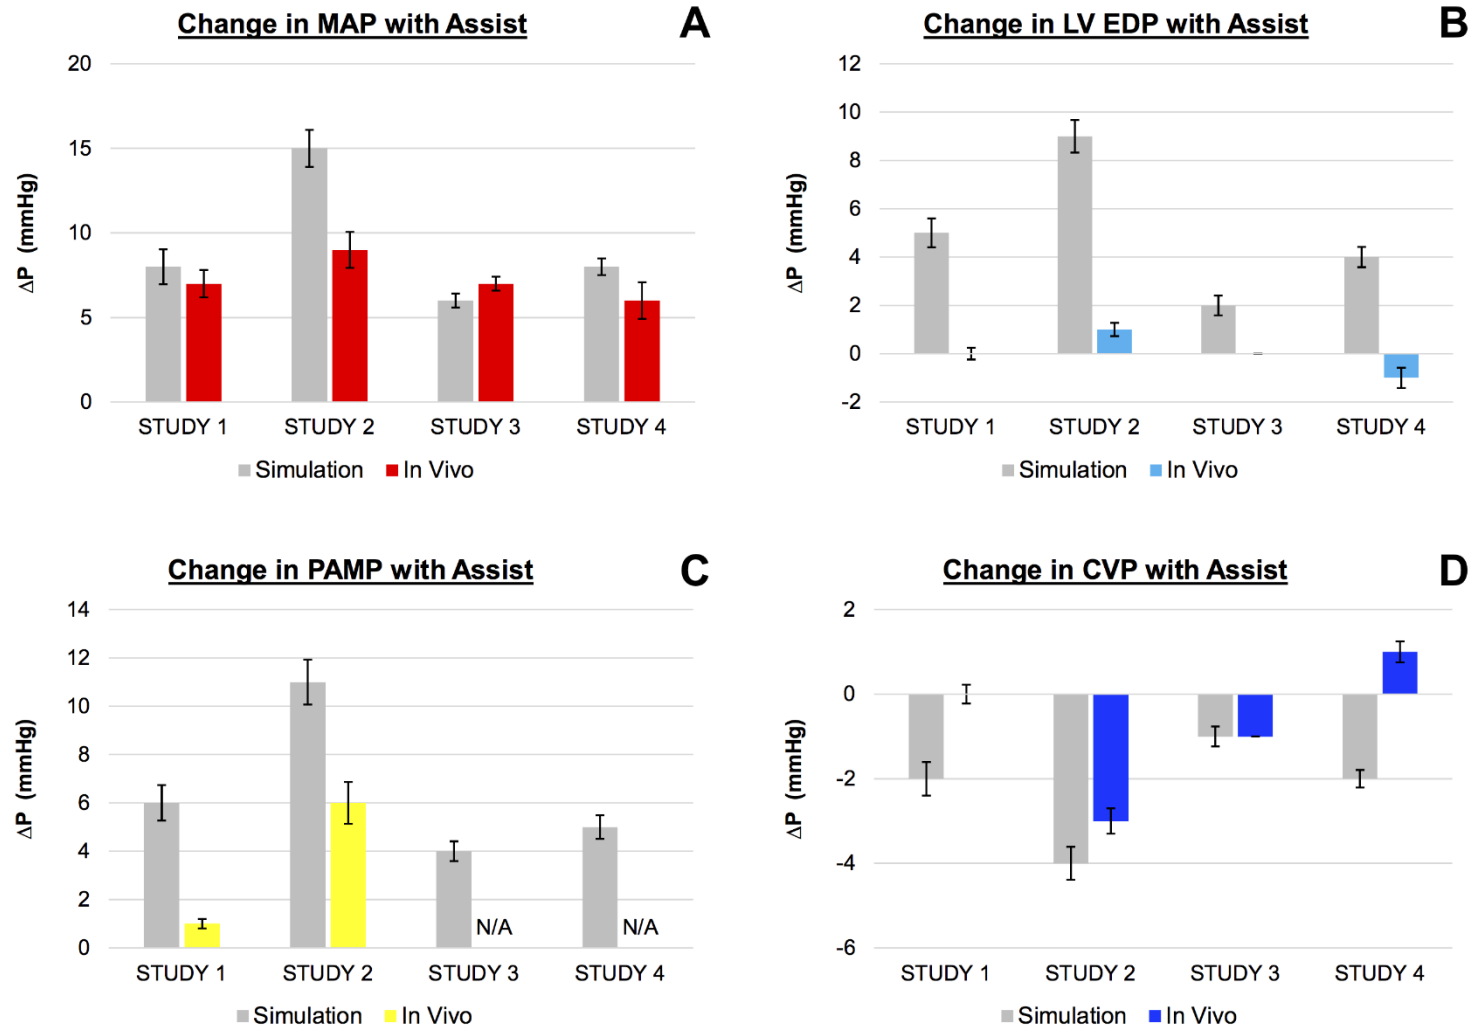 Change in MAP with Assist
A
20
15
10
5
0
ΔP (mmHg)
STUDY 1 STUDY 2 STUDY 3 STUDY 4
Simulation In Vivo
Change in LV EDP with Assist
B
12
10
8
6
4
2
0
-2
ΔP (mmHg)
STUDY 1 STUDY 2 STUDY 3 STUDY 4
Simulation In Vivo
Change in PAMP with Assist
C
14
12
10
8
6
4
2
0
ΔP (mmHg)
N/A N/A
STUDY 1 STUDY 2 STUDY 3 STUDY 4
Simulation In Vivo
Change in CVP with Assist
D
2
0
-2
-4
-6
ΔP (mmHg)
STUDY 1 STUDY 2 STUDY 3 STUDY 4
Simulation In Vivo